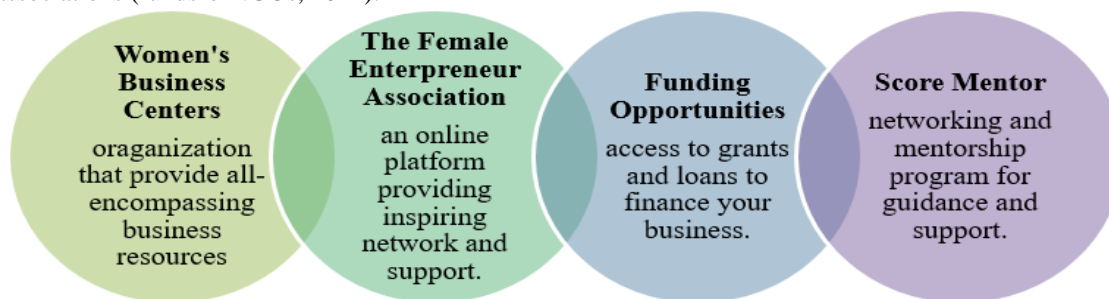 Women's
Business
Centers
oraganization
that provide all-
encompassing
business
resources
The Female
Enterpreneur
Association
an online
platform
providing
inspiring
network and
support.
Funding
Opportunities
access to grants
and loans to
finance your
business.
Score Mentor
networking and
mentorship
program for
guidance and
support.